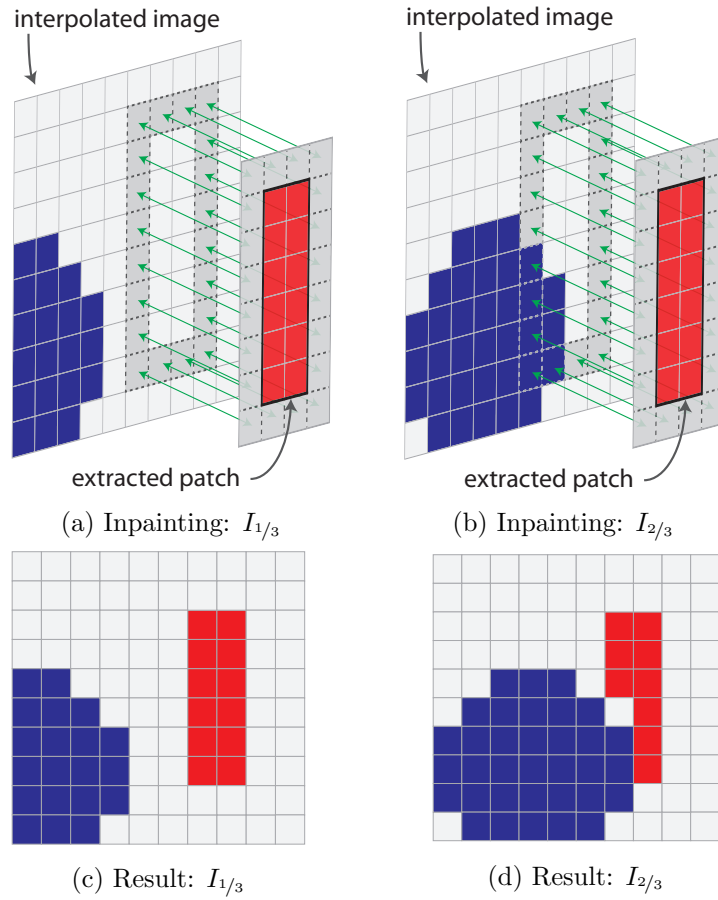 interpolated image
interpolated image
extracted patch
extracted patch
(a) Inpainting: I1/3
(b) Inpainting: I2/3
(c) Result: I1/3
(d) Result: I2/3